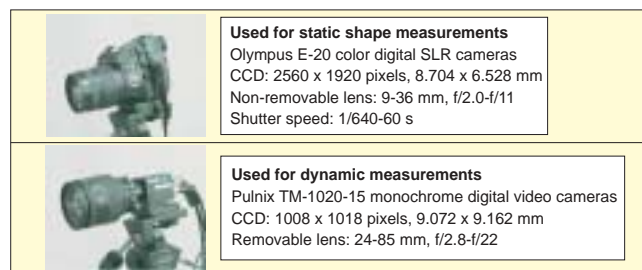 Used for static shape measurements
Olympus E-20 color digital SLR cameras
CCD: 2560 x 1920 pixels, 8.704 x 6.528 mm
Non-removable lens: 9-36 mm, f/2.0-f/11
Shutter speed: 1/640-60 s
Used for dynamic measurements
Pulnix TM-1020-15 monochrome digital video cameras
CCD: 1008 x 1018 pixels, 9.072 x 9.162 mm
Removable lens: 24-85 mm, f/2.8-f/22